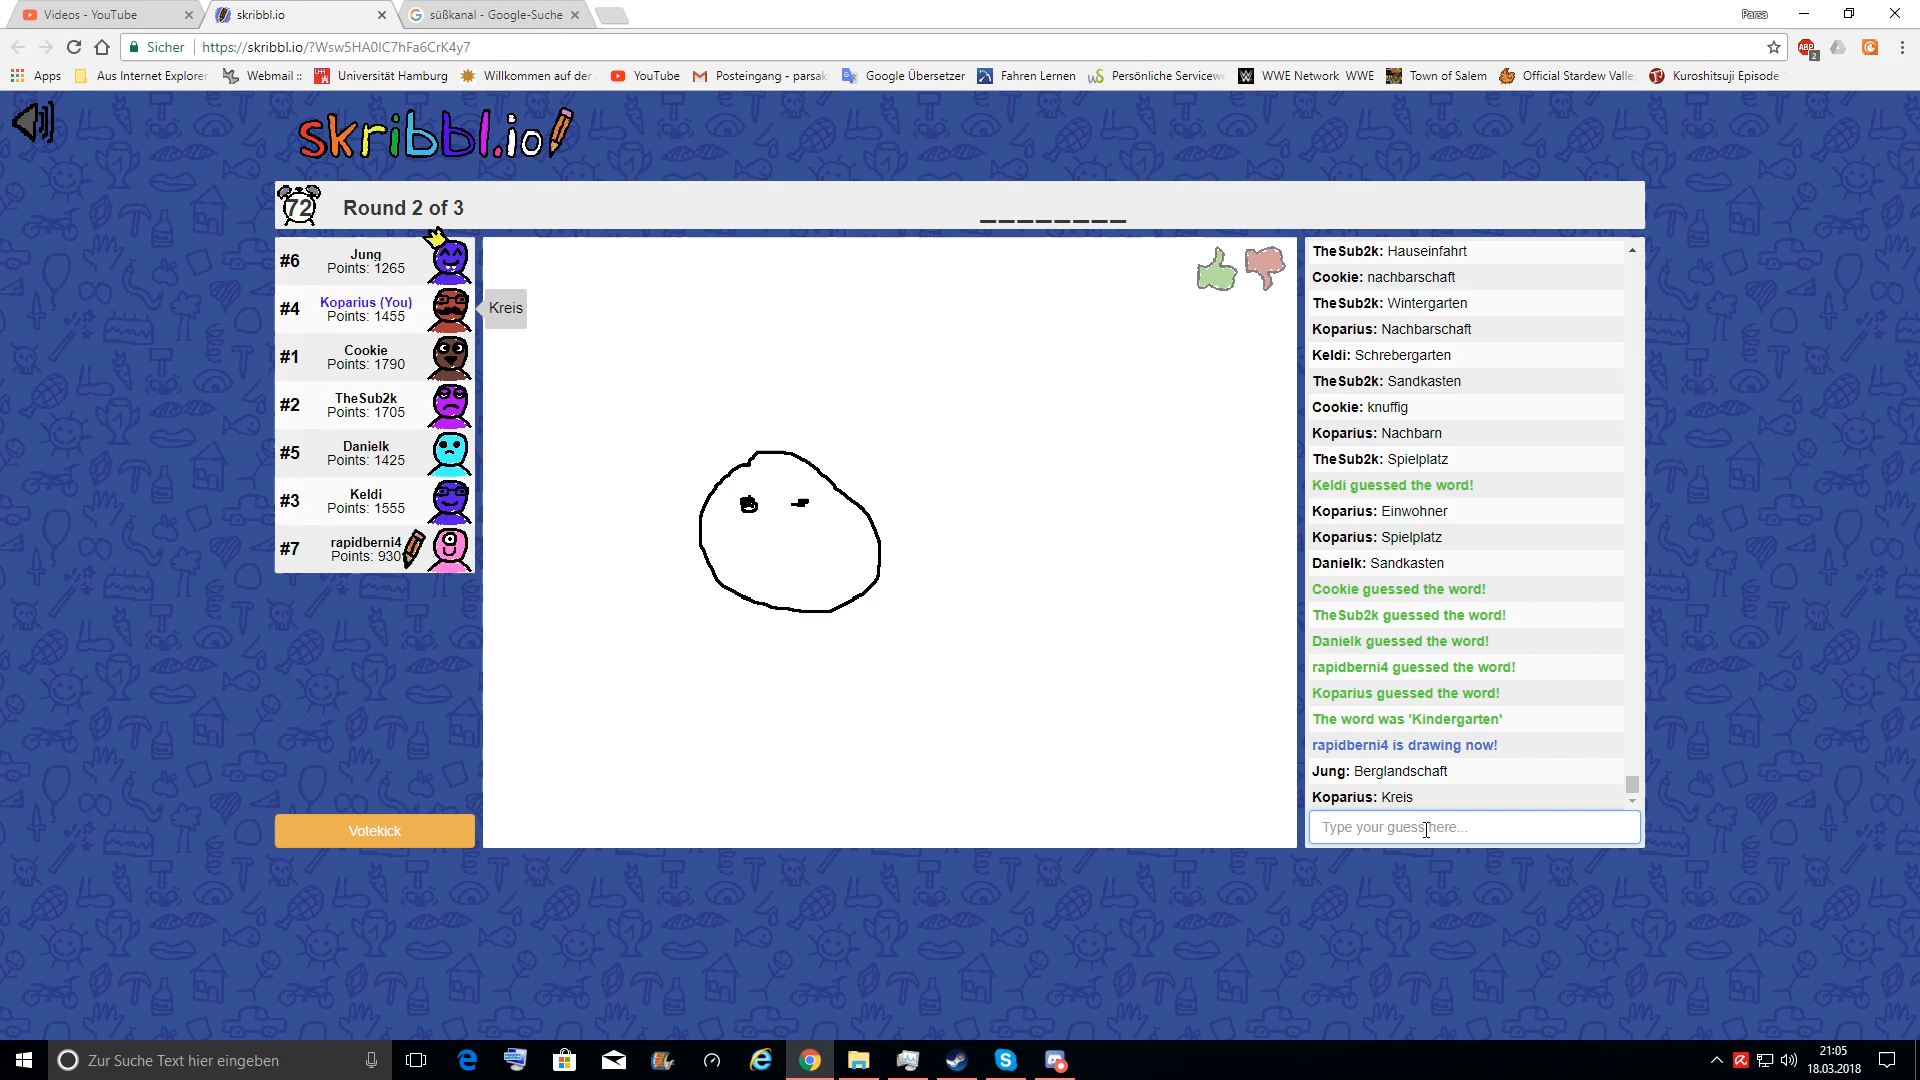 Videos - YouTube
skribbl.io
süßkanal - Google-Suche
Parsa
Sicher
https://skribbl.io/?Wsw5HA0IC7hFa6CrK4y7
ABP
2
Apps
Aus Internet Explorer
Webmail ::
Universität Hamburg
Willkommen auf der
YouTube
Posteingang - parsak
Google Übersetzer
Fahren Lernen
Persönliche Servicew
WWE Network WWE
Town of Salem
Official Stardew Valle
Kuroshitsuji Episode
skribbl.io
72
Round 2 of 3
________
#6
Jung
Points: 1265
#4
Koparius (You)
Points: 1455
Kreis
#1
Cookie
Points: 1790
#2
TheSub2k
Points: 1705
#5
Danielk
Points: 1425
#3
Keldi
Points: 1555
#7
rapidberni4
Points: 930
Votekick
TheSub2k: Hauseinfahrt
Cookie: nachbarschaft
TheSub2k: Wintergarten
Koparius: Nachbarschaft
Keldi: Schrebergarten
TheSub2k: Sandkasten
Cookie: knuffig
Koparius: Nachbarn
TheSub2k: Spielplatz
Keldi guessed the word!
Koparius: Einwohner
Koparius: Spielplatz
Danielk: Sandkasten
Cookie guessed the word!
TheSub2k guessed the word!
Danielk guessed the word!
rapidberni4 guessed the word!
Koparius guessed the word!
The word was 'Kindergarten'
rapidberni4 is drawing now!
Jung: Berglandschaft
Koparius: Kreis
Type your guess here...
Zur Suche Text hier eingeben
21:05
18.03.2018